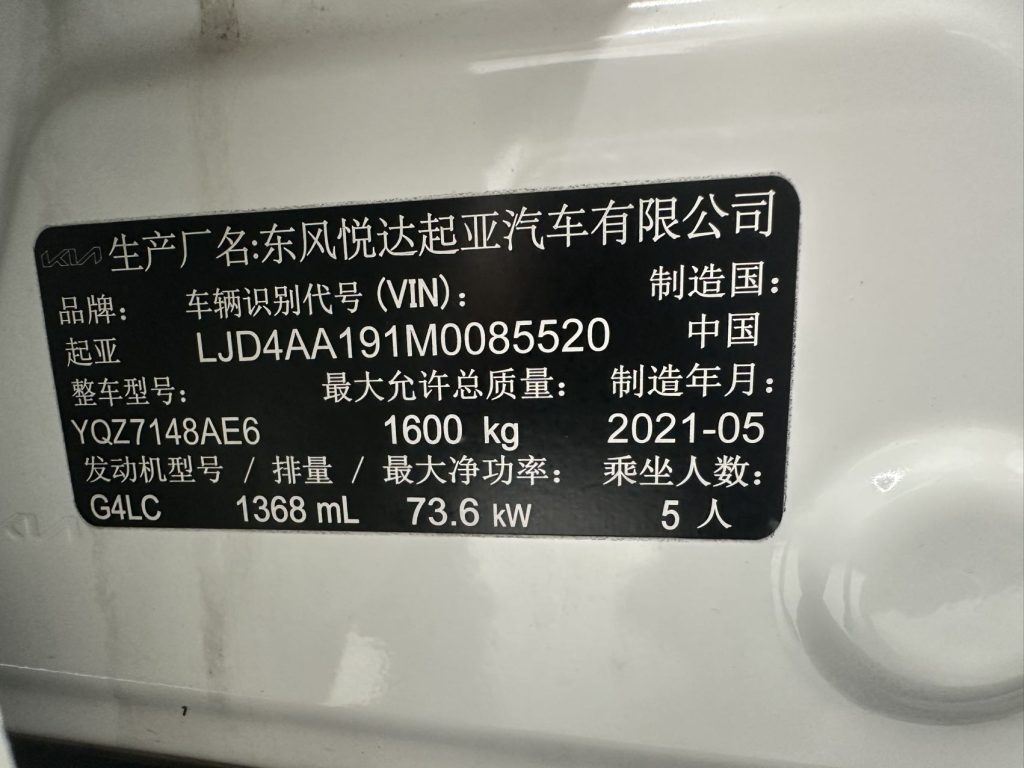 KIA 生产厂名:东风悦达起亚汽车有限公司
品牌: 车辆识别代号(VIN): 制造国:
起亚 LJD4AA191M0085520 中国
整车型号: 最大允许总质量: 制造年月:
YQZ7148AE6 1600 kg 2021-05
发动机型号 / 排量 / 最大净功率: 乘坐人数:
G4LC 1368 mL 73.6 kW 5 人